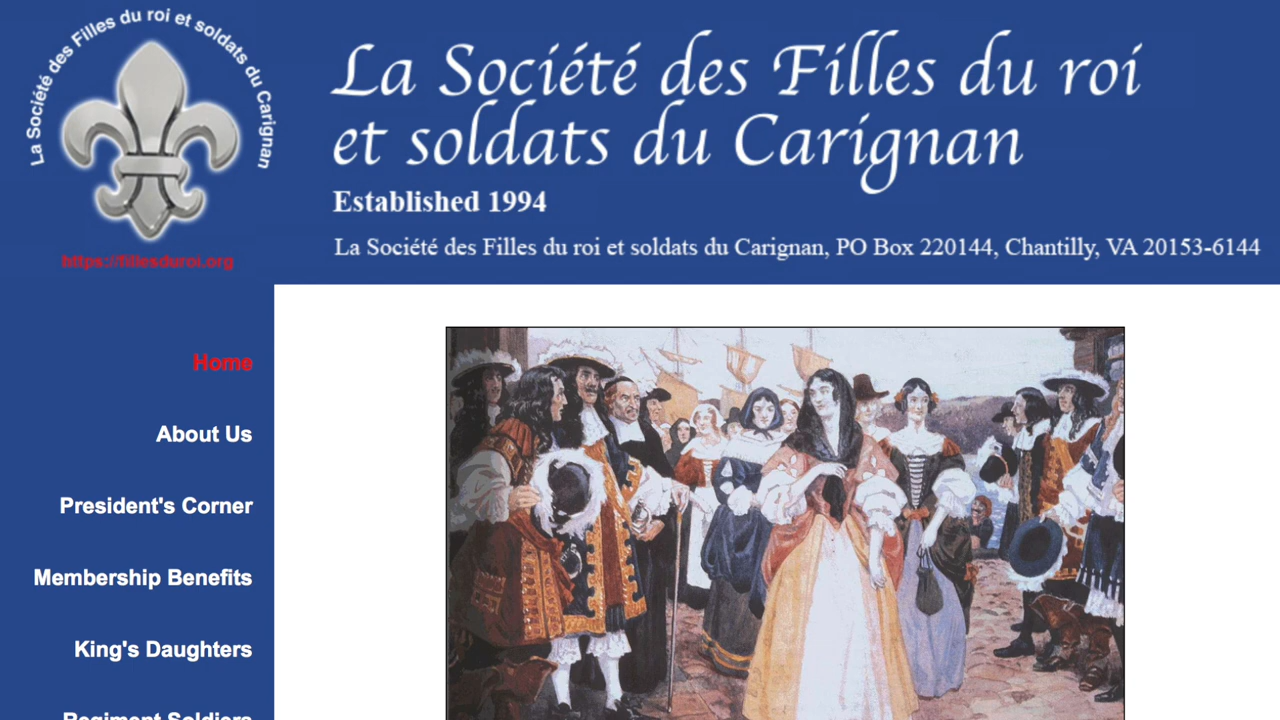 La Société des Filles du roi et soldats du Carignan
https://fillesduroi.org
La Société des Filles du roi
et soldats du Carignan
Established 1994
La Société des Filles du roi et soldats du Carignan, PO Box 220144, Chantilly, VA 20153-6144
Home
About Us
President's Corner
Membership Benefits
King's Daughters
Regiment Soldiers